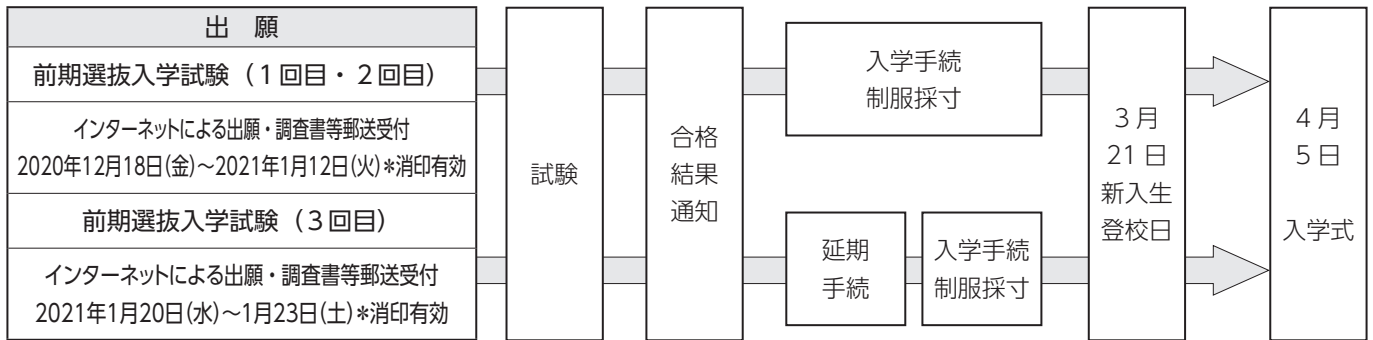 出 願
前期選抜入学試験（1回目・2回目）
インターネットによる出願・調査書等郵送受付
2020年12月18日(金)～2021年1月12日(火)*消印有効
前期選抜入学試験（3回目）
インターネットによる出願・調査書等郵送受付
2021年1月20日(水)～1月23日(土)*消印有効
試験
合格
結果
通知
入学手続
制服採寸
延期
手続
入学手続
制服採寸
3月
21日
新入生
登校日
4月
5日
入学式